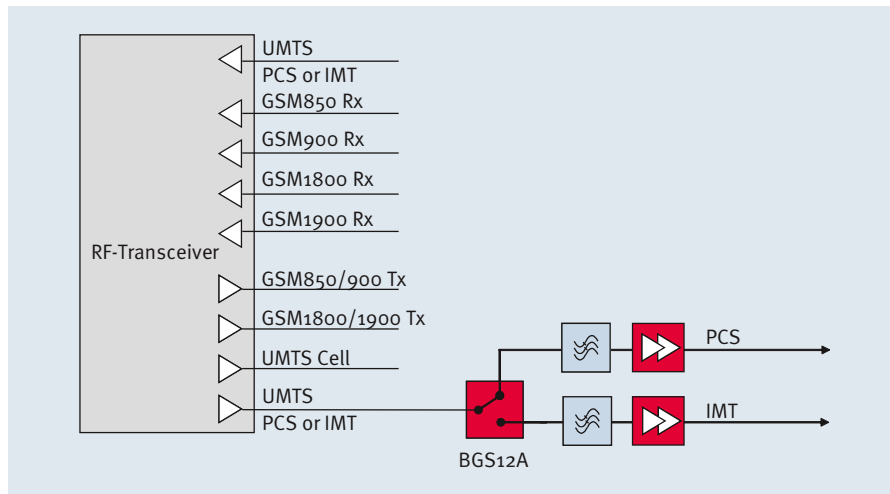 UMTS
PCS or IMT
GSM850 Rx
GSM900 Rx
GSM1800 Rx
GSM1900 Rx
RF-Transceiver
GSM850/900 Tx
GSM1800/1900 Tx
UMTS Cell
UMTS
PCS or IMT
BGS12A
PCS
IMT